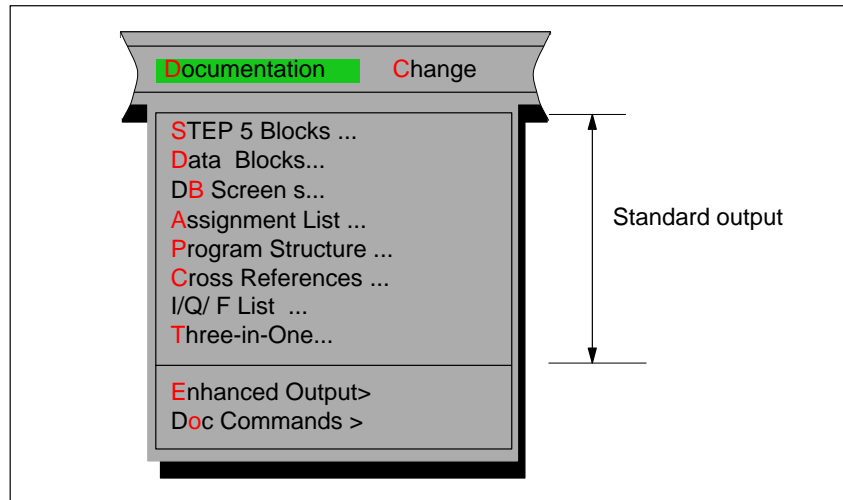 Documentation Change
STEP 5 Blocks ...
Data Blocks...
DB Screen s...
Assignment List ...
Program Structure ...
Cross References ...
I/Q/ F List ...
Three-in-One...
Standard output
Enhanced Output>
Doc Commands >